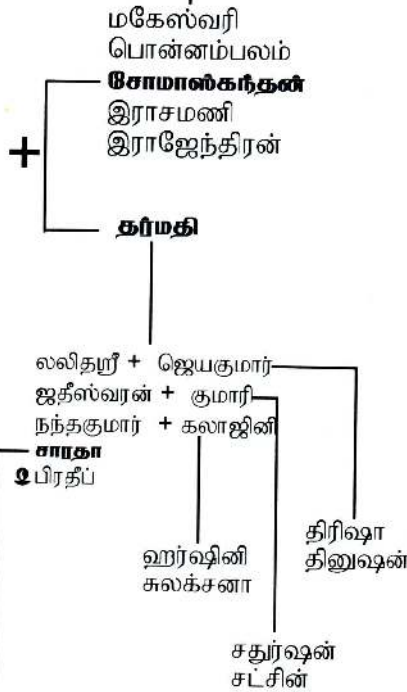 மகேஸ்வரி
பொன்னம்பலம்
சோமாஸ்கந்தன்
இராசமணி
இராஜேந்திரன்
+
தர்மதி
லலிதஸ்ரீ + ஜெயகுமார்
ஜதீஸ்வரன் + குமாரி
நந்தகுமார் + கலாஜினி
சாரதா
பிரதீப்
திரிஷா
தினுஷன்
ஹர்ஷினி
சுலக்சனா
சதுர்ஷன்
சட்சின்